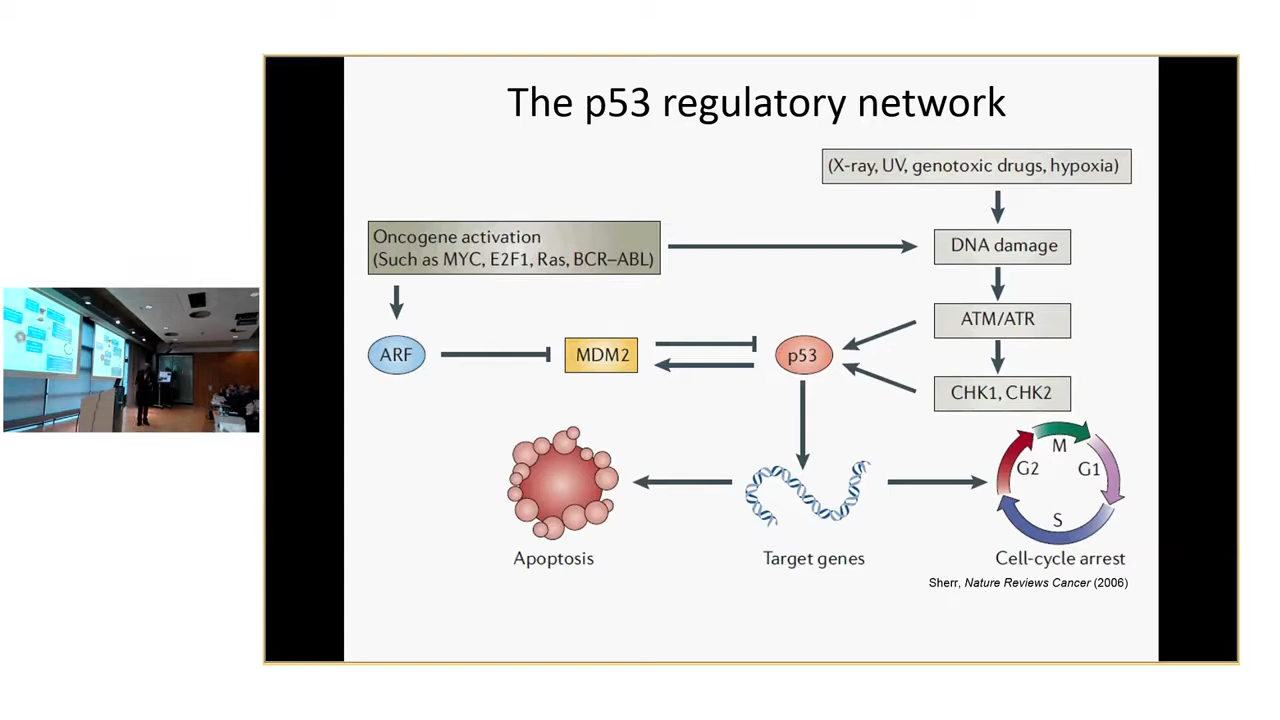 The p53 regulatory network
(X-ray, UV, genotoxic drugs, hypoxia)
Oncogene activation
(Such as MYC, E2F1, Ras, BCR–ABL)
DNA damage
ATM/ATR
ARF
MDM2
p53
CHK1, CHK2
M
G2
G1
S
Apoptosis
Target genes
Cell-cycle arrest
Sherr, Nature Reviews Cancer (2006)